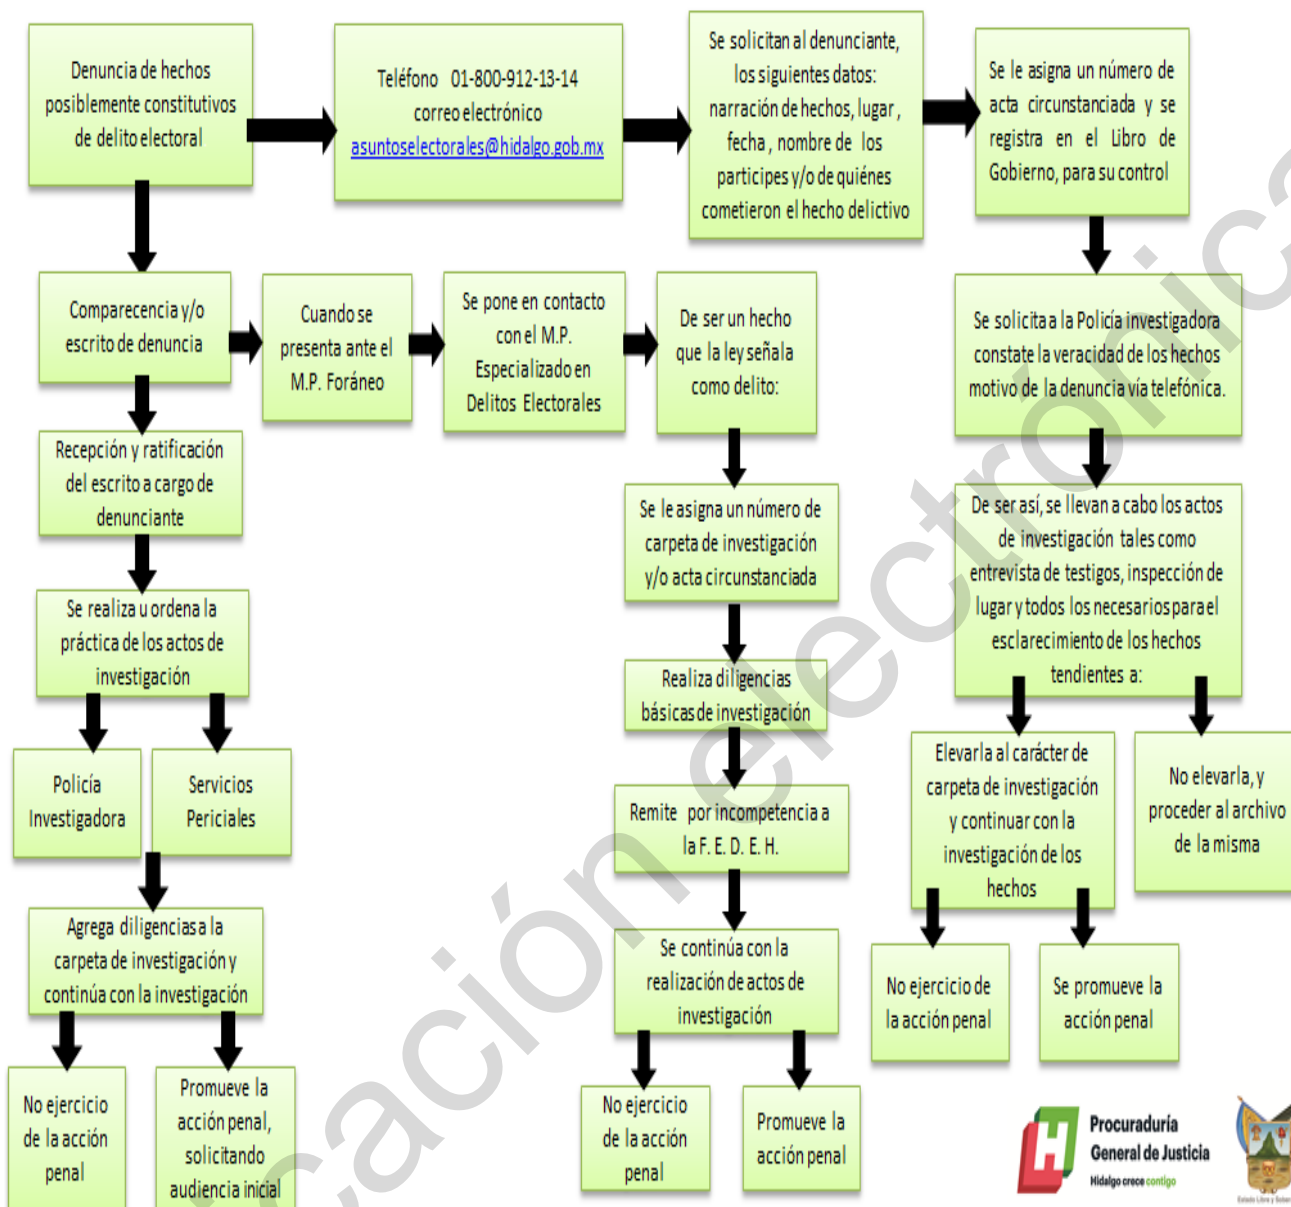 Denuncia de hechos
posiblemente constitutivos
de delito electoral
Teléfono 01-800-912-13-14
correo electrónico
asuntoselectorales@hidalgo.gob.mx
Se solicitan al denunciante,
los siguientes datos:
narración de hechos, lugar,
fecha, nombre de los
participes y/o de quiénes
cometieron el hecho delictivo
Se le asigna un número de
acta circunstanciada y se
registra en el Libro de
Gobierno, para su control
Comparecencia y/o
escrito de denuncia
Cuando se
presenta ante el
M.P. Foráneo
Se pone en contacto
con el M.P.
Especializado en
Delitos Electorales
De ser un hecho
que la ley señala
como delito:
Se solicita a la Policía investigadora
constate la veracidad de los hechos
motivo de la denuncia vía telefónica.
Recepción y ratificación
del escrito a cargo de
denunciante
Se le asigna un número de
carpeta de investigación
y/o acta circunstanciada
De ser así, se llevan a cabo los actos
de investigación tales como
entrevista de testigos, inspección de
lugar y todos los necesarios para el
esclarecimiento de los hechos
tendientes a:
Se realiza u ordena la
práctica de los actos de
investigación
Realiza diligencias
básicas de investigación
Policía
Investigadora
Servicios
Periciales
Remite por incompetencia a
la F. E. D. E. H.
Elevarla al carácter de
carpeta de investigación
y continuar con la
investigación de los
hechos
No elevarla, y
proceder al archivo
de la misma
Agrega diligencias a la
carpeta de investigación y
continúa con la investigación
Se continúa con la
realización de actos de
investigación
No ejercicio de
la acción penal
Se promueve la
acción penal
No ejercicio
de la acción
penal
Promueve la
acción penal,
solicitando
audiencia inicial
No ejercicio
de la acción
penal
Promueve la
acción penal
H
Procuraduría
General de Justicia
Hidalgo crece contigo
Estado Libre y
cación electrónica